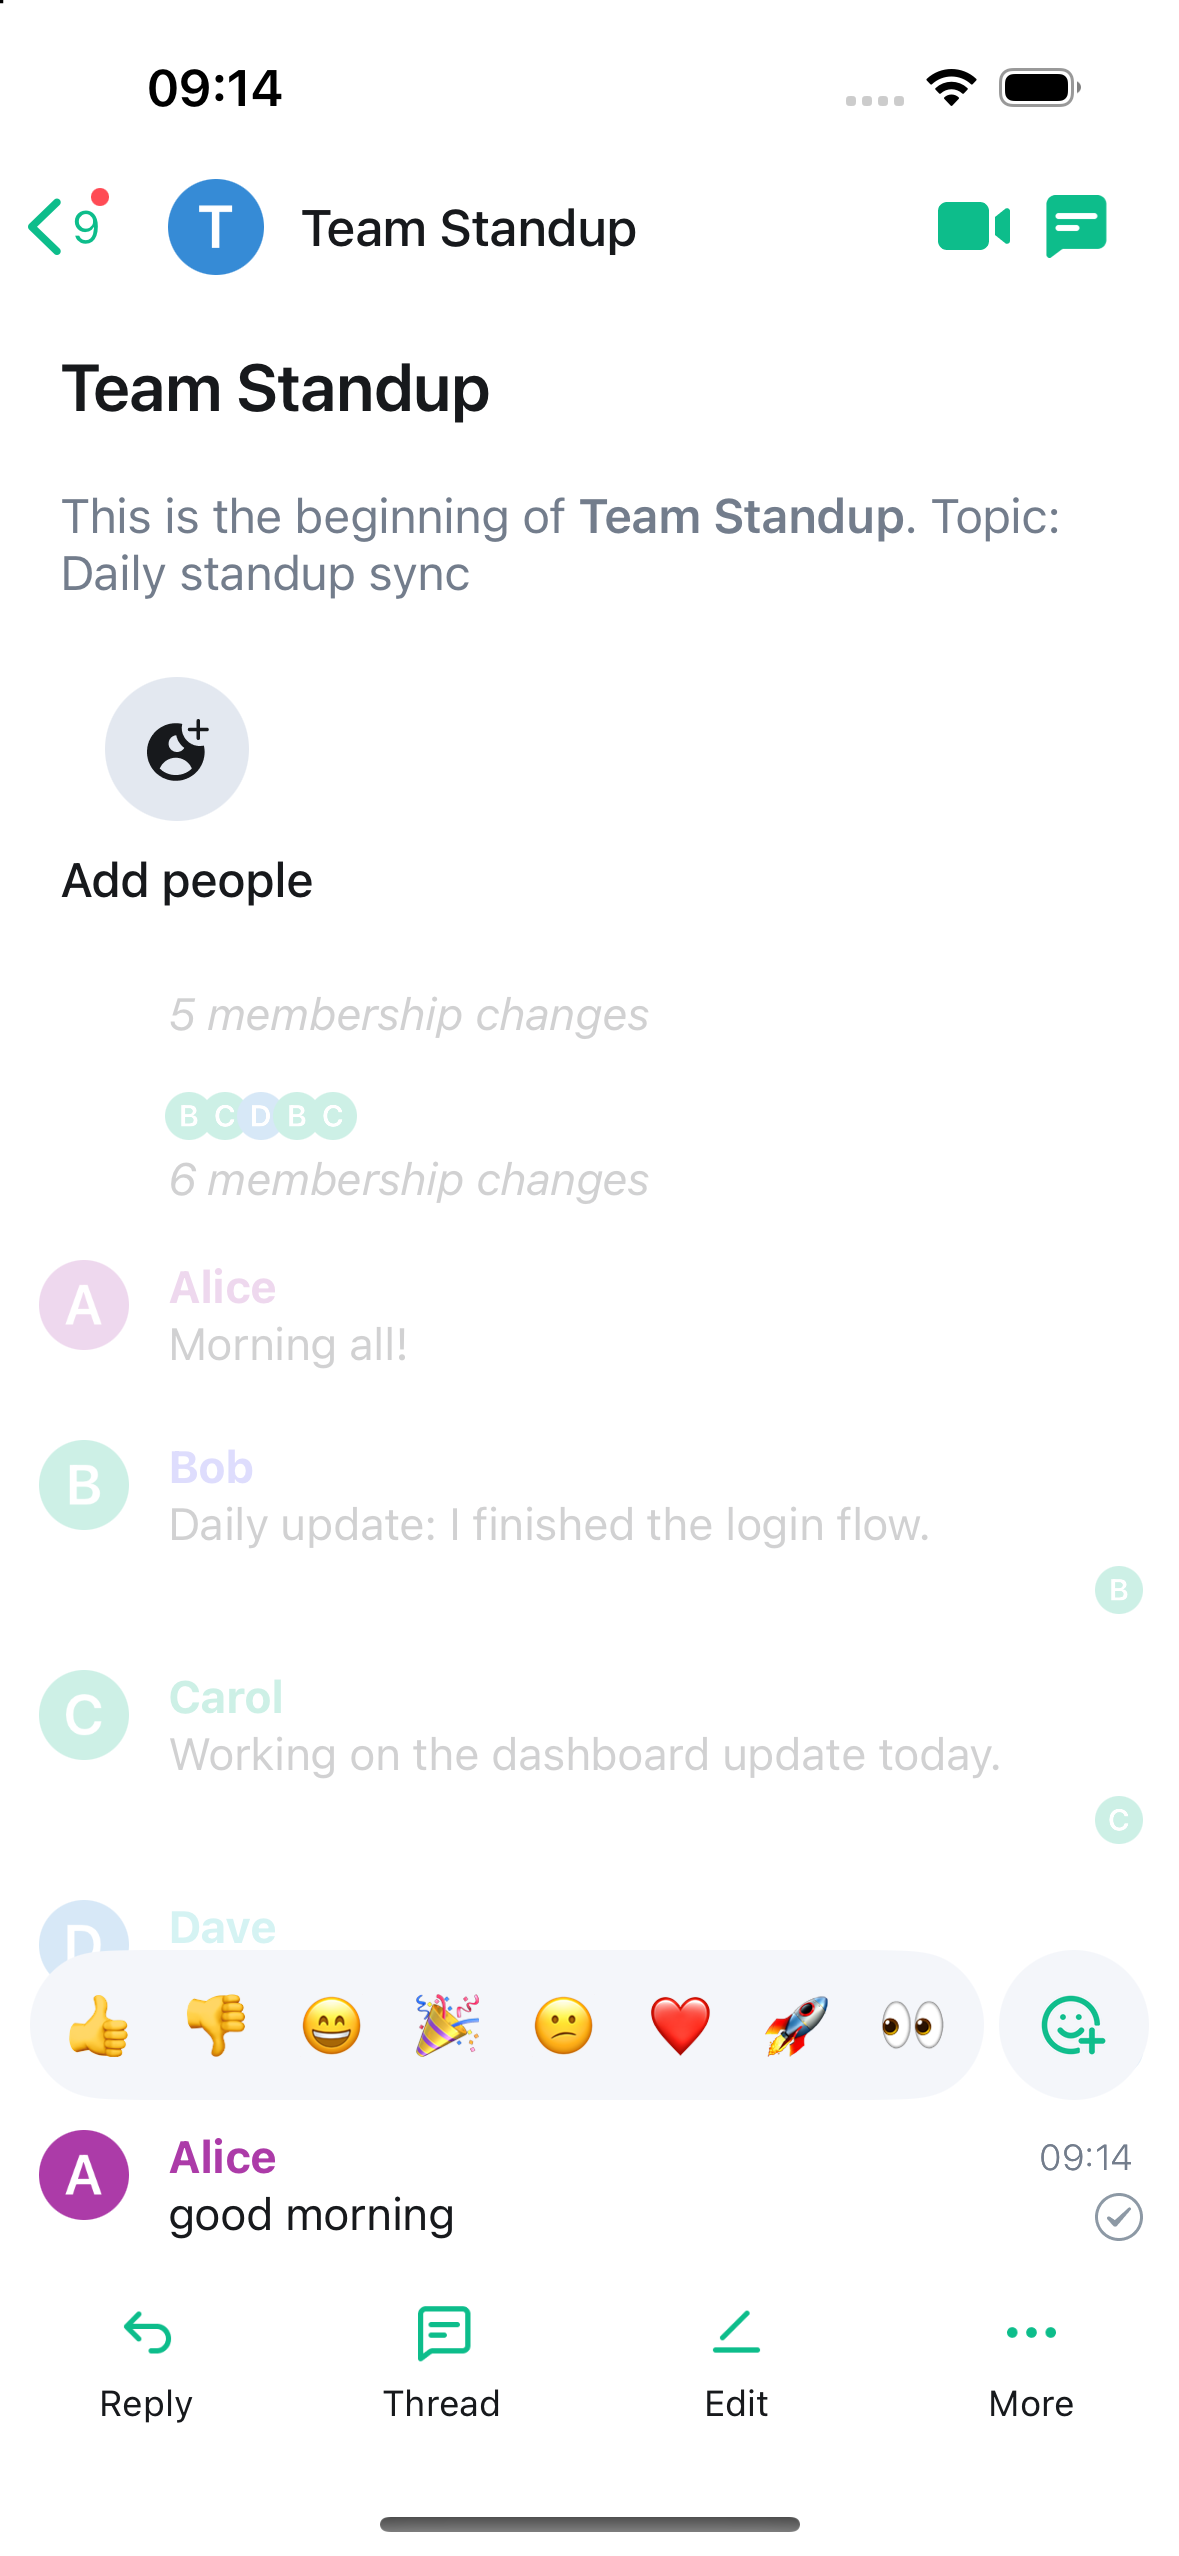 09:14
9
T
Team Standup
Team Standup
This is the beginning of Team Standup. Topic:
Daily standup sync
Add people
5 membership changes
B C D B C
6 membership changes
A
Alice
Morning all!
B
Bob
Daily update: I finished the login flow.
B
C
Carol
Working on the dashboard update today.
C
D
Dave
A
Alice
09:14
good morning
Reply
Thread
Edit
More